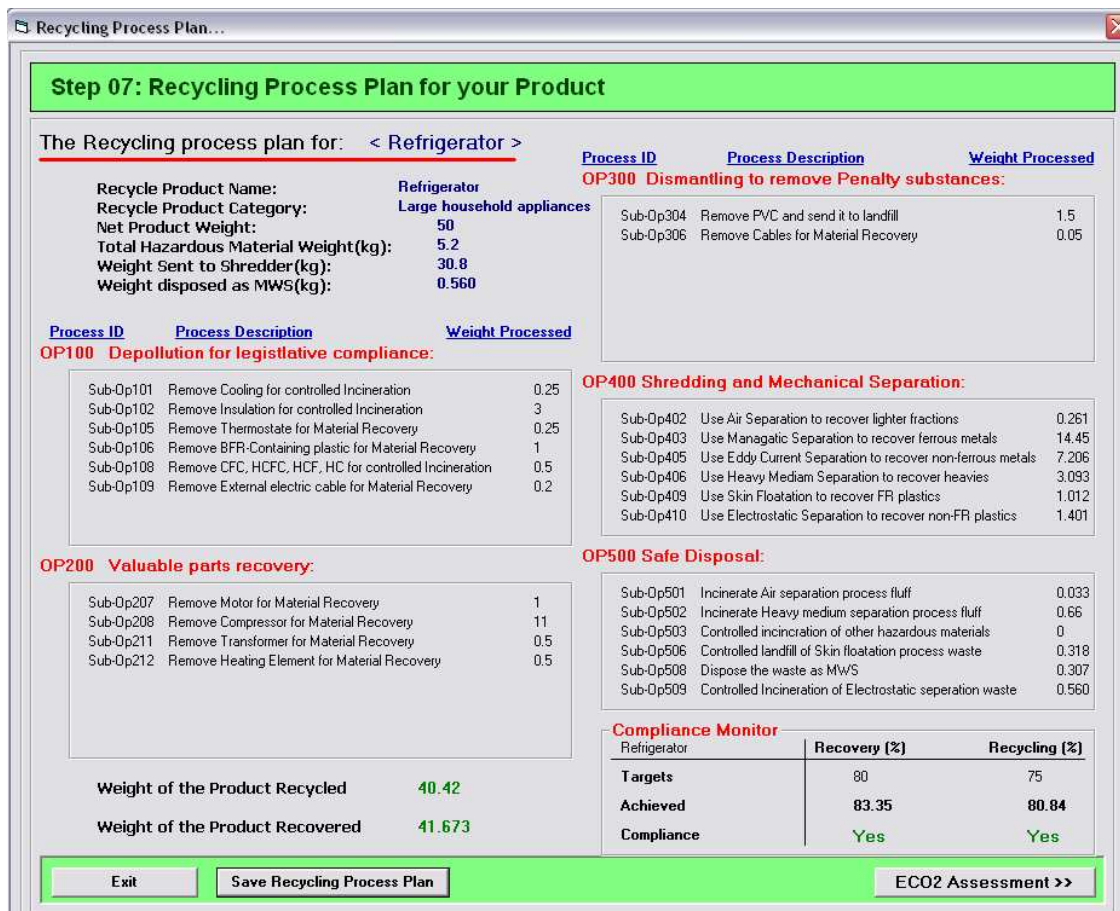 Recycling Process Plan...
Step 07: Recycling Process Plan for your Product
The Recycling process plan for: < Refrigerator >
Recycle Product Name: Refrigerator
Recycle Product Category: Large household appliances
Net Product Weight: 50
Total Hazardous Material Weight(kg): 5.2
Weight Sent to Shredder(kg): 30.8
Weight disposed as MWS(kg): 0.560
Process ID Process Description Weight Processed
OP100 Depollution for legistlative compliance:
Sub-Op101 Remove Cooling for controlled Incineration 0.25
Sub-Op102 Remove Insulation for controlled Incineration 3
Sub-Op105 Remove Thermostate for Material Recovery 0.25
Sub-Op106 Remove BFR-Containing plastic for Material Recovery 1
Sub-Op108 Remove CFC, HCFC, HCF, HC for controlled Incineration 0.5
Sub-Op109 Remove External electric cable for Material Recovery 0.2
OP200 Valuable parts recovery:
Sub-Op207 Remove Motor for Material Recovery 1
Sub-Op208 Remove Compressor for Material Recovery 11
Sub-Op211 Remove Transformer for Material Recovery 0.5
Sub-Op212 Remove Heating Element for Material Recovery 0.5
Weight of the Product Recycled 40.42
Weight of the Product Recovered 41.673
Process ID Process Description Weight Processed
OP300 Dismantling to remove Penalty substances:
Sub-Op304 Remove PVC and send it to landfill 1.5
Sub-Op306 Remove Cables for Material Recovery 0.05
OP400 Shredding and Mechanical Separation:
Sub-Op402 Use Air Separation to recover lighter fractions 0.261
Sub-Op403 Use Managatic Separation to recover ferrous metals 14.45
Sub-Op405 Use Eddy Current Separation to recover non-ferrous metals 7.206
Sub-Op406 Use Heavy Mediam Separation to recover heavies 3.093
Sub-Op409 Use Skin Floatation to recover FR plastics 1.012
Sub-Op410 Use Electrostatic Separation to recover non-FR plastics 1.401
OP500 Safe Disposal:
Sub-Op501 Incinerate Air separation process fluff 0.033
Sub-Op502 Incinerate Heavy medium separation process fluff 0.66
Sub-Op503 Controlled incincration of other hazardous materials 0
Sub-Op506 Controlled landfill of Skin floatation process waste 0.318
Sub-Op508 Dispose the waste as MWS 0.307
Sub-Op509 Controlled Incineration of Electrostatic seperation waste 0.560
Compliance Monitor
Refrigerator Recovery (%) Recycling (%)
Targets 80 75
Achieved 83.35 80.84
Compliance Yes Yes
Exit Save Recycling Process Plan ECO2 Assessment >>